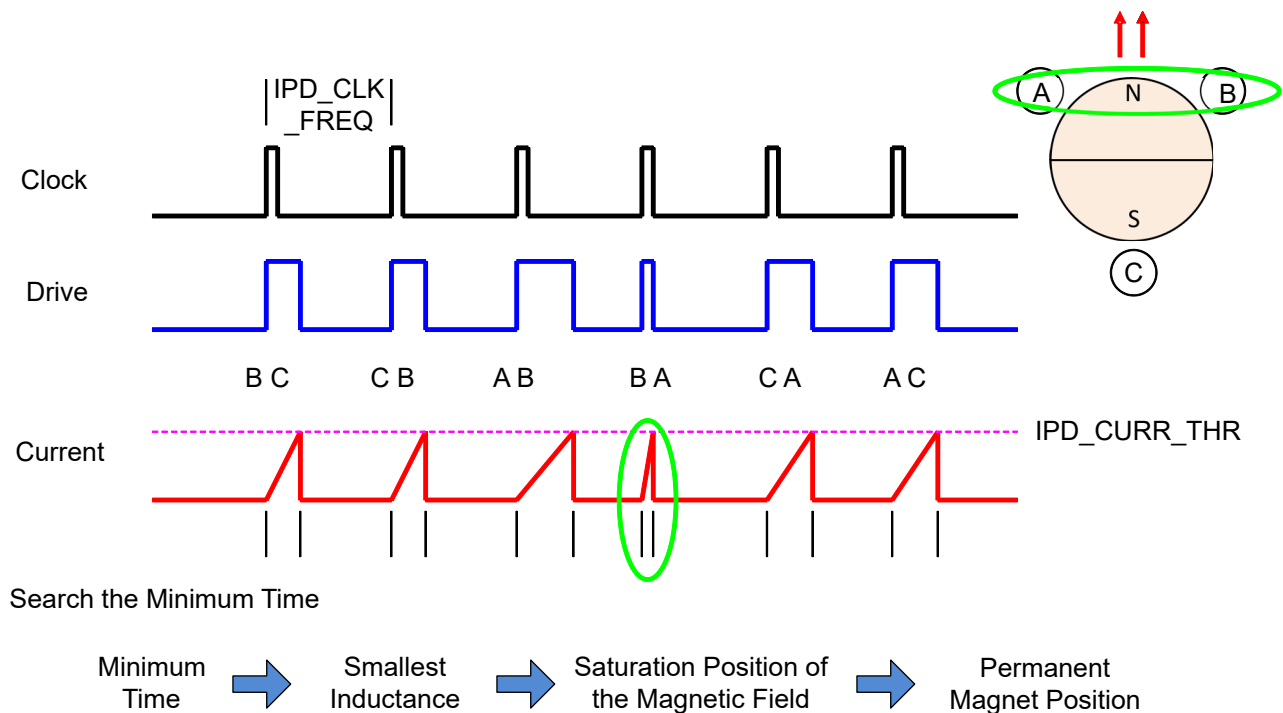 IPD_CLK
_FREQ
A
N
B
Clock
S
C
Drive
B C
C B
A B
B A
C A
A C
IPD_CURR_THR
Current
Search the Minimum Time
Minimum
Time
Smallest
Inductance
Saturation Position of
the Magnetic Field
Permanent
Magnet Position